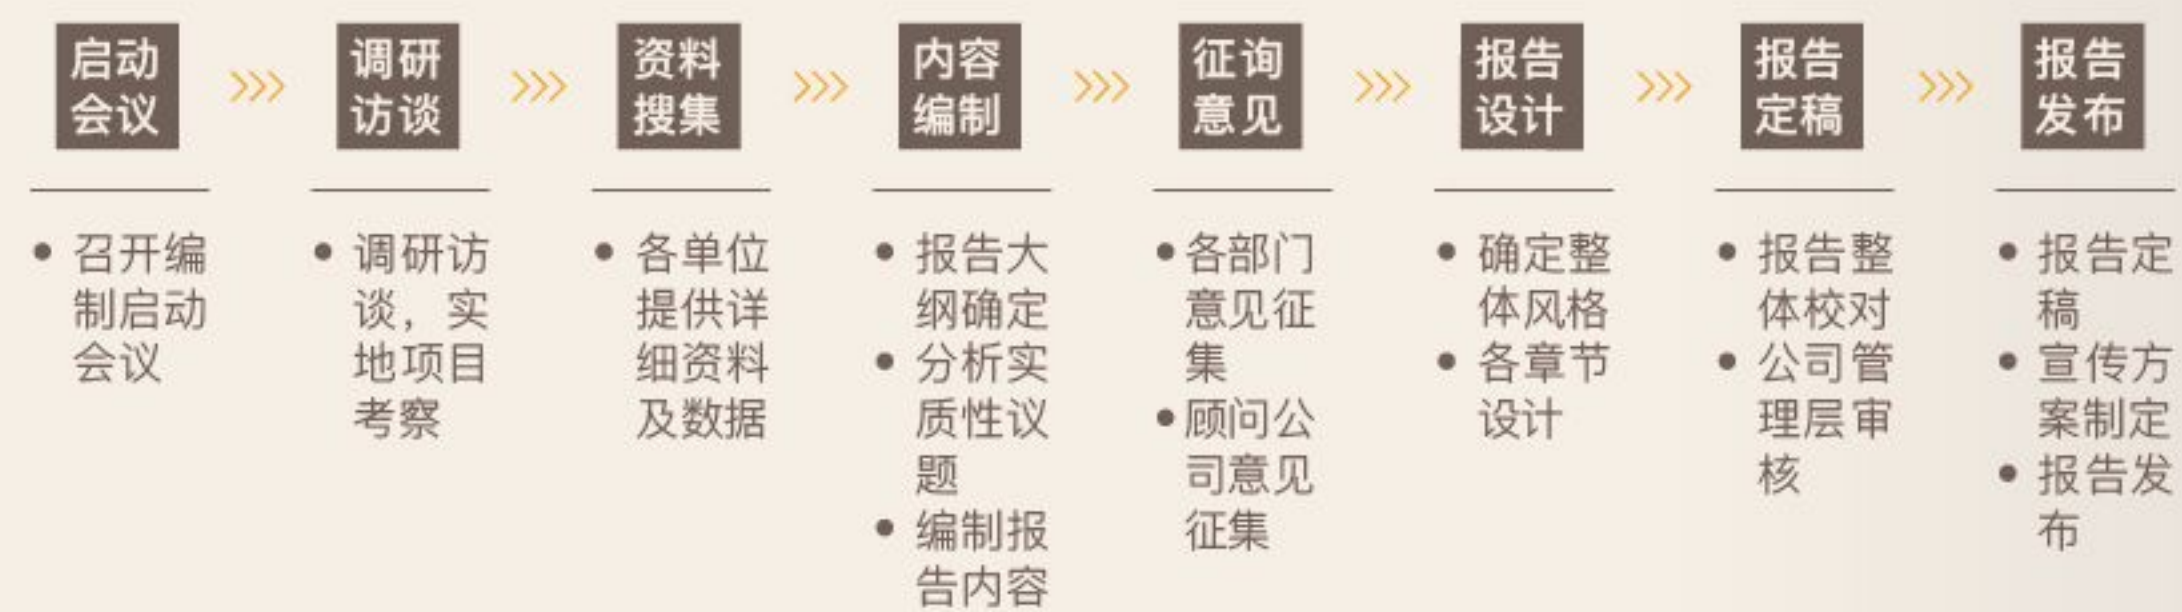 启动
会议
调研
访谈
资料
搜集
内容
编制
征询
意见
报告
设计
报告
定稿
报告
发布
召开编
制启动
会议
调研访
谈，实
地项目
考察
各单位
提供详
细资料
及数据
报告大
纲确定
分析实
质性议
题
编制报
告内容
各部门
意见征
集
顾问公
司意见
征集
确定整
体风格
各章节
设计
报告整
体校对
公司管
理层审
核
报告定
稿
宣传方
案制定
报告发
布